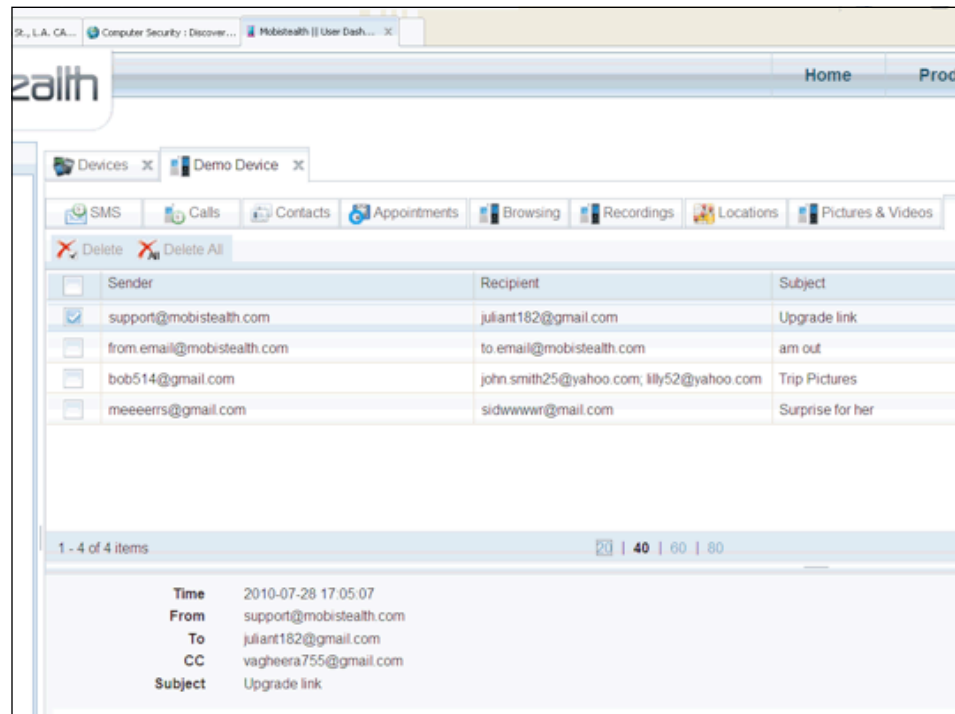 St., L.A. CA... Computer Security : Discover... Mobistealth || User Dash... X
ealth Home Prod
Devices X Demo Device X
SMS Calls Contacts Appointments Browsing Recordings Locations Pictures & Videos
Delete All Delete All
Sender Recipient Subject
support@mobistealth.com juliant182@gmail.com Upgrade link
from.email@mobistealth.com to.email@mobistealth.com am out
bob514@gmail.com john.smith25@yahoo.com; lilly52@yahoo.com Trip Pictures
meeeerrs@gmail.com sidwwwwr@mail.com Surprise for her
1 - 4 of 4 items 20 | 40 | 60 | 80
Time 2010-07-28 17:05:07
From support@mobistealth.com
To juliant182@gmail.com
CC vagheera755@gmail.com
Subject Upgrade link